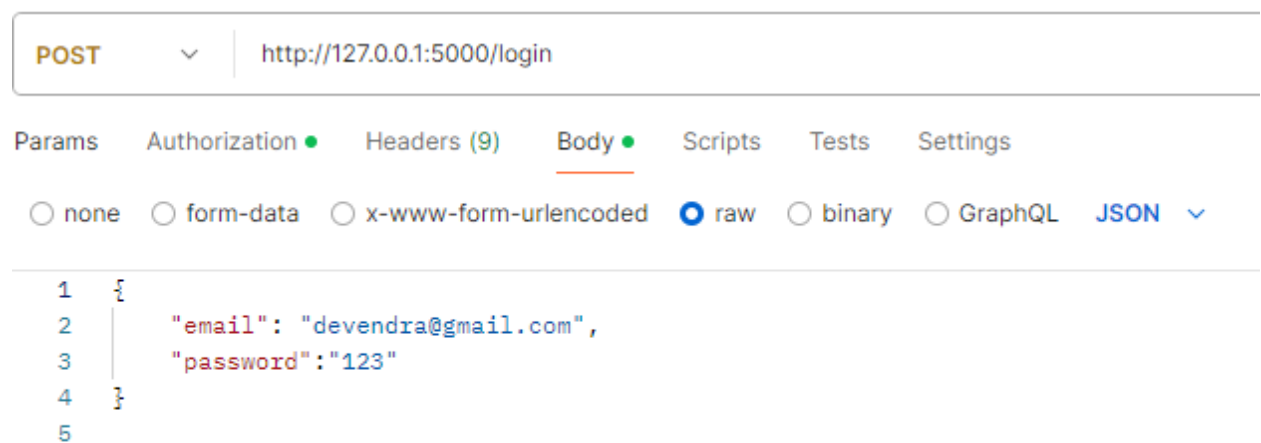 POST http://127.0.0.1:5000/login
Params Authorization Headers (9) Body Scripts Tests Settings
none form-data x-www-form-urlencoded raw binary GraphQL JSON
1 {
2 "email": "devendra@gmail.com",
3 "password":"123"
4 }
5